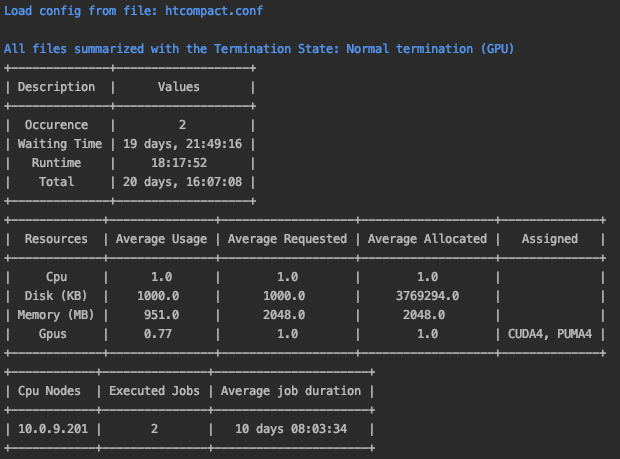 Load config from file: htcompact.conf
All files summarized with the Termination State: Normal termination (GPU)
+--------------+-------------------+
| Description | Values |
+--------------+-------------------+
| Occurence | 2 |
| Waiting Time | 19 days, 21:49:16 |
| Runtime | 18:17:52 |
| Total | 20 days, 16:07:08 |
+--------------+-------------------+
+-------------+---------------+-------------------+-------------------+--------------+
| Resources | Average Usage | Average Requested | Average Allocated | Assigned |
+-------------+---------------+-------------------+-------------------+--------------+
| Cpu | 1.0 | 1.0 | 1.0 | |
| Disk (KB) | 1000.0 | 1000.0 | 3769294.0 | |
| Memory (MB) | 951.0 | 2048.0 | 2048.0 | |
| Gpus | 0.77 | 1.0 | 1.0 | CUDA4, PUMA4 |
+-------------+---------------+-------------------+-------------------+--------------+
+------------+---------------+----------------------+
| Cpu Nodes | Executed Jobs | Average job duration |
+------------+---------------+----------------------+
| 10.0.9.201 | 2 | 10 days 08:03:34 |
+------------+---------------+----------------------+